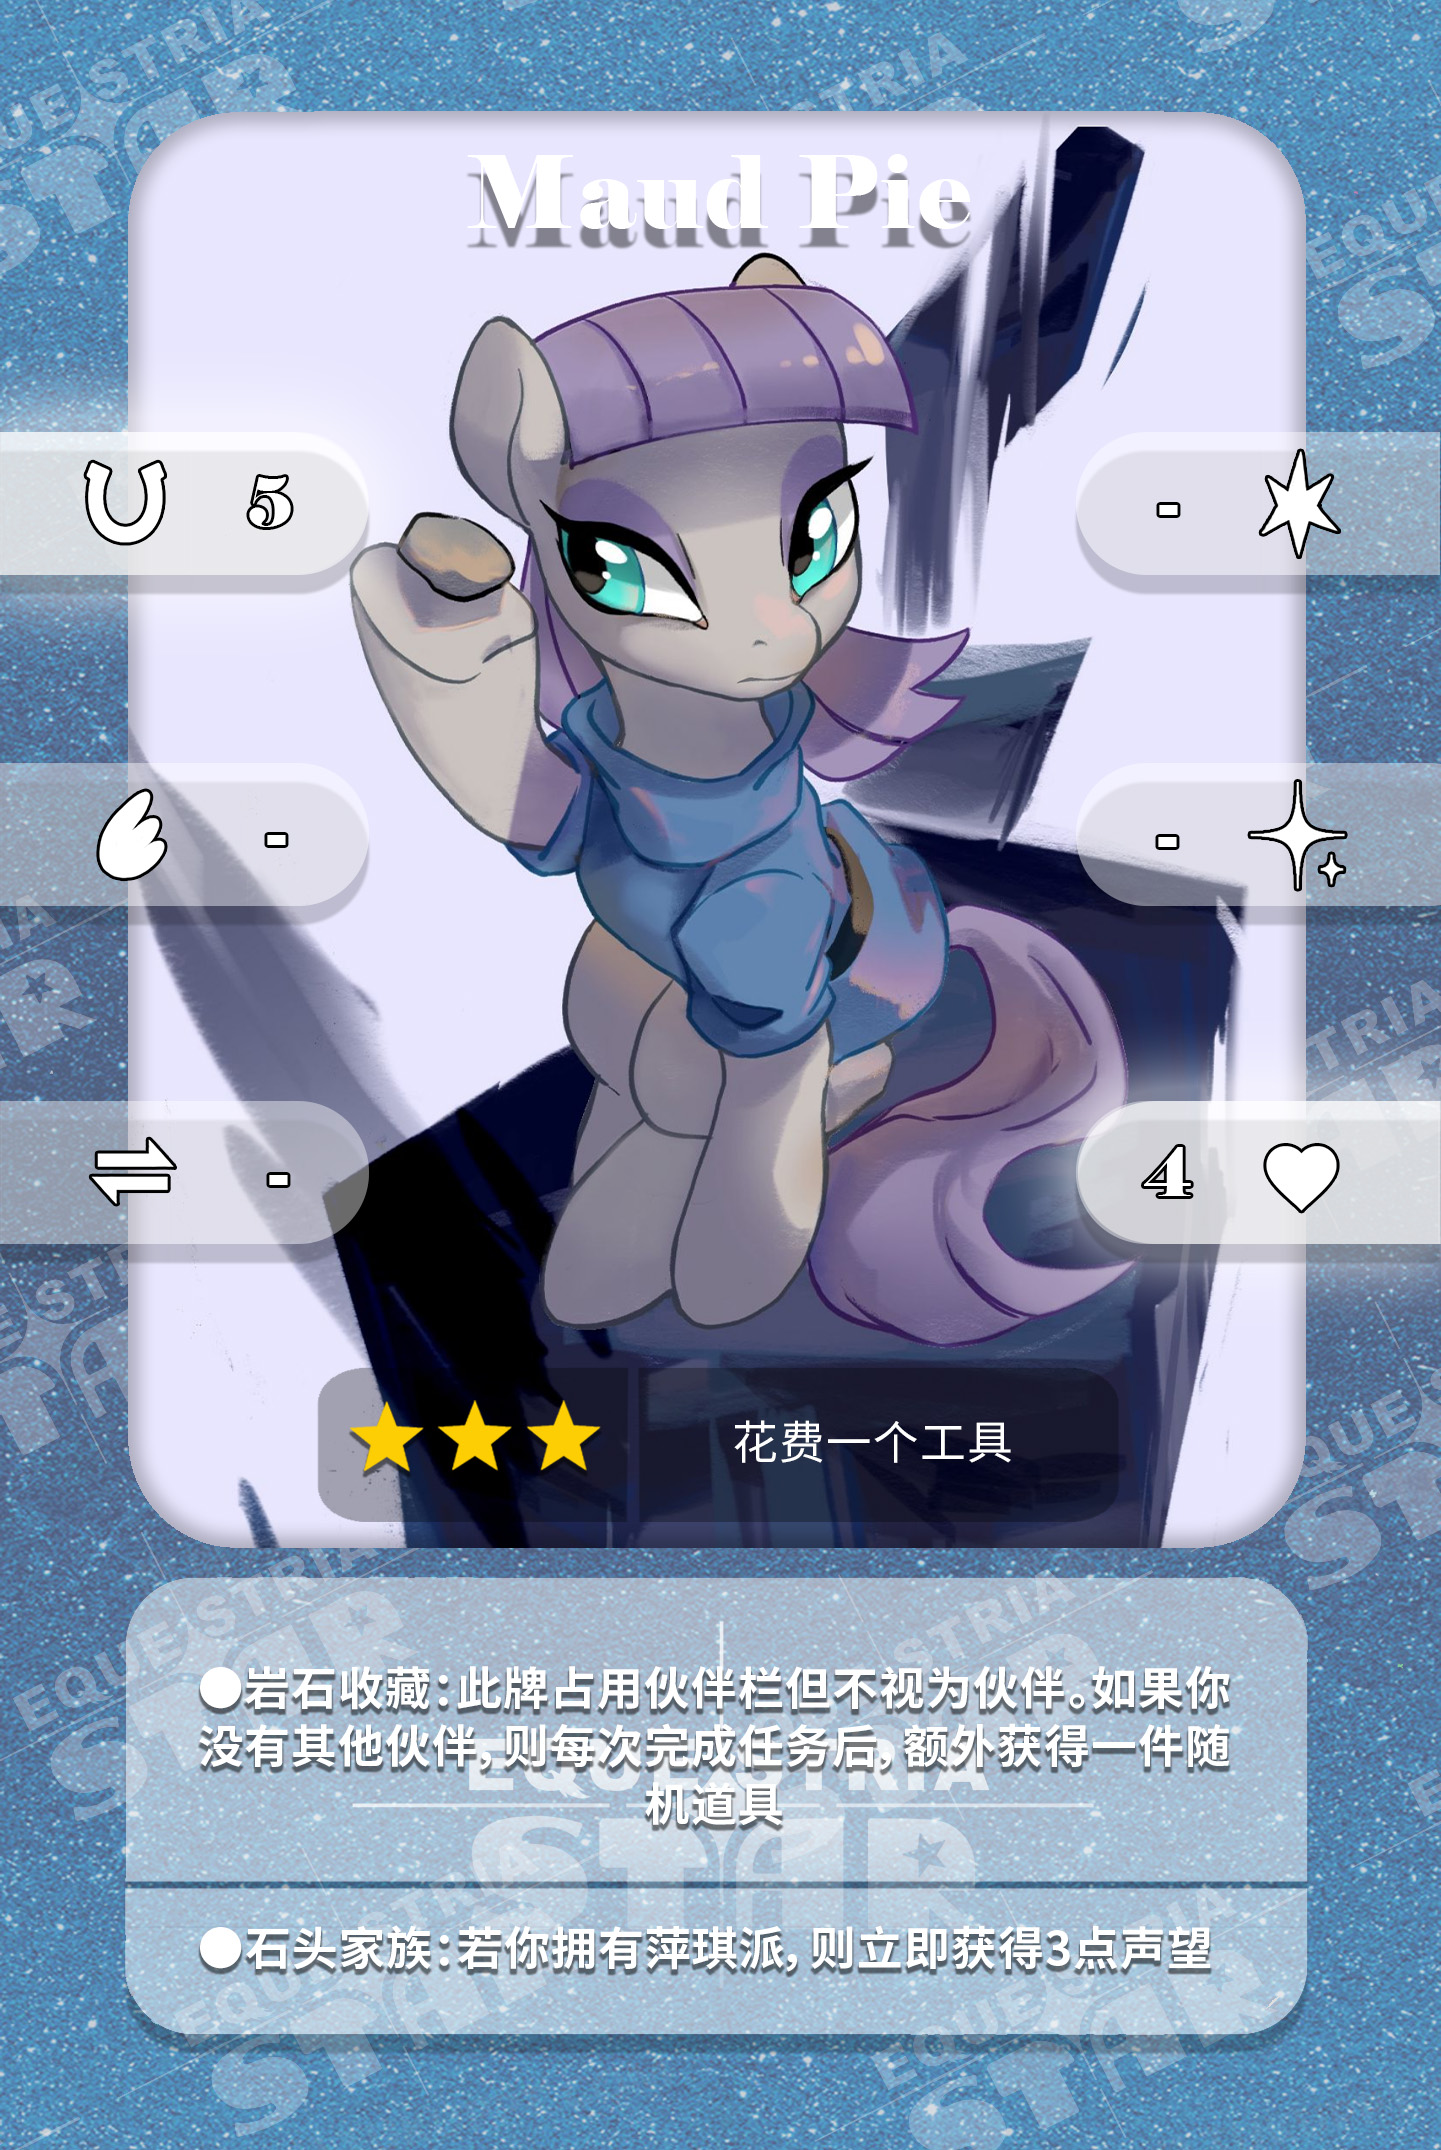 Maud Pie
5
-
-
-
-
4
花费一个工具
●岩石收藏：此牌占用伙伴栏但不视为伙伴。如果你
没有其他伙伴，则每次完成任务后，额外获得一件随
机道具
EQUESTRIA
STAR
●石头家族：若你拥有萍琪派，则立即获得3点声望